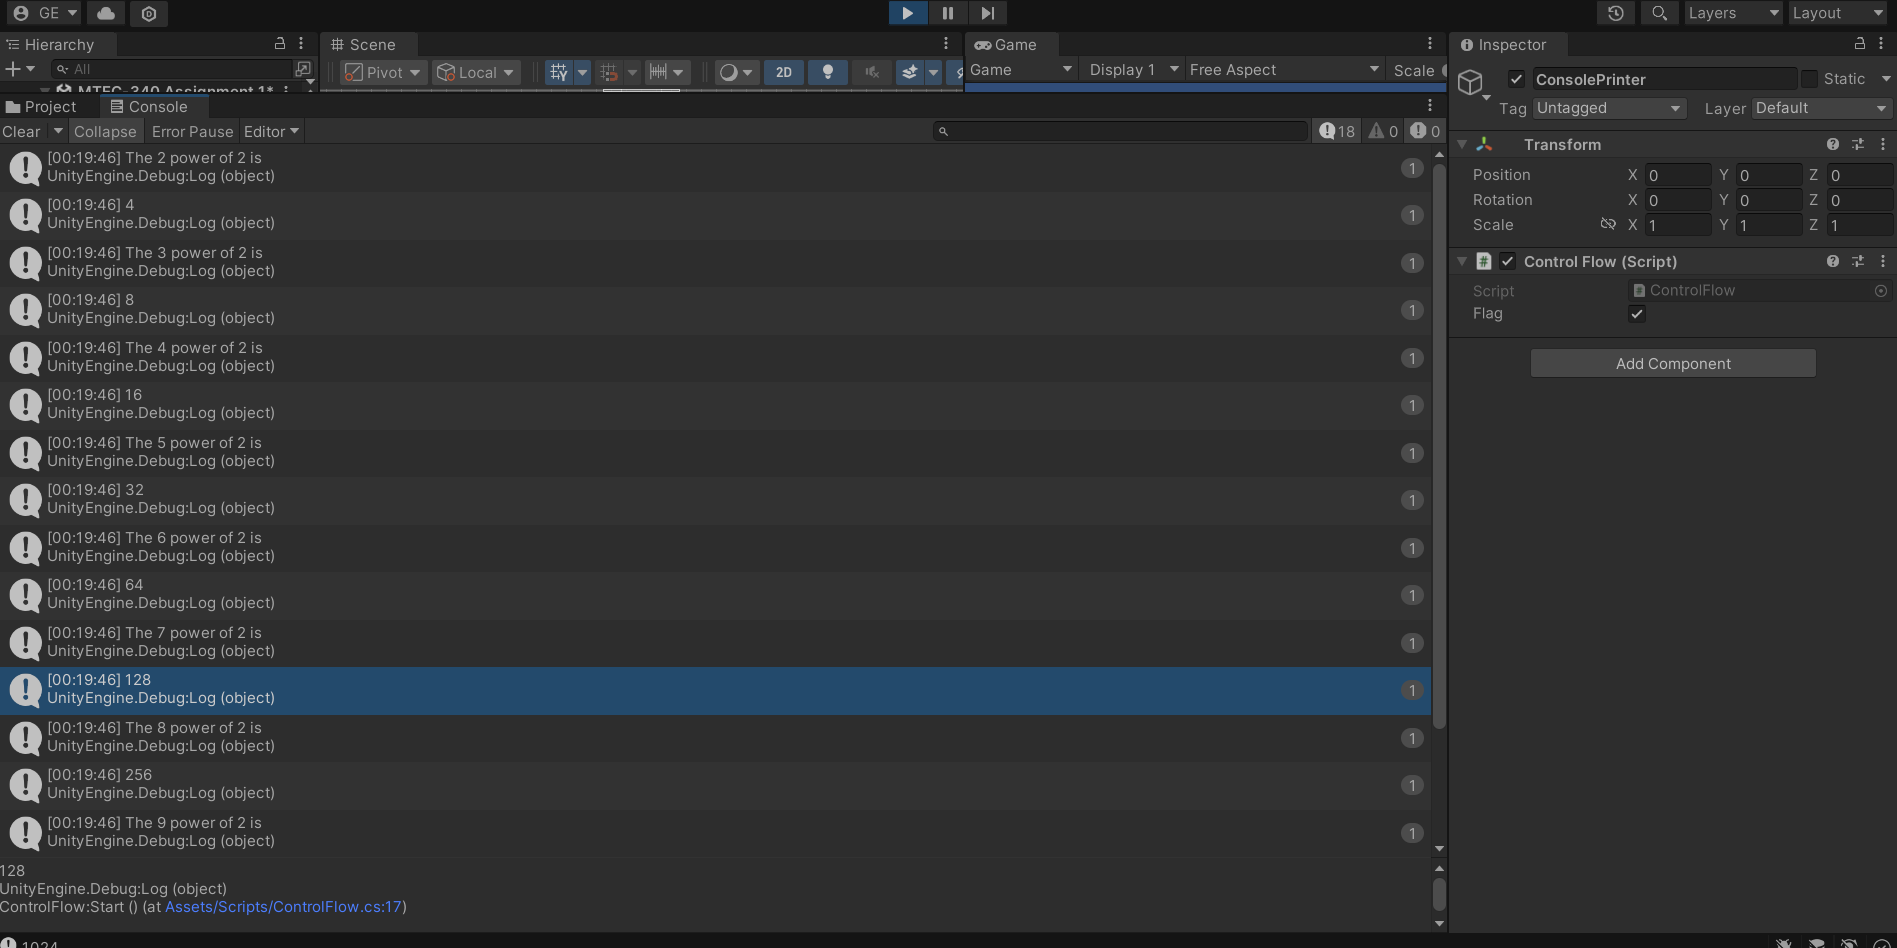 GE
Layers
Layout
Hierarchy
Scene
Game
Inspector
All
Pivot
Local
2D
Game
Display 1
Free Aspect
Scale
ConsolePrinter
Static
MTEC-340 Assignment 1*
Project
Console
Tag
Untagged
Layer
Default
Clear
Collapse
Error Pause
Editor
18
0
0
[00:19:46] The 2 power of 2 is
UnityEngine.Debug:Log (object)
1
[00:19:46] 4
UnityEngine.Debug:Log (object)
1
[00:19:46] The 3 power of 2 is
UnityEngine.Debug:Log (object)
1
[00:19:46] 8
UnityEngine.Debug:Log (object)
1
[00:19:46] The 4 power of 2 is
UnityEngine.Debug:Log (object)
1
[00:19:46] 16
UnityEngine.Debug:Log (object)
1
[00:19:46] The 5 power of 2 is
UnityEngine.Debug:Log (object)
1
[00:19:46] 32
UnityEngine.Debug:Log (object)
1
[00:19:46] The 6 power of 2 is
UnityEngine.Debug:Log (object)
1
[00:19:46] 64
UnityEngine.Debug:Log (object)
1
[00:19:46] The 7 power of 2 is
UnityEngine.Debug:Log (object)
1
[00:19:46] 128
UnityEngine.Debug:Log (object)
1
[00:19:46] The 8 power of 2 is
UnityEngine.Debug:Log (object)
1
[00:19:46] 256
UnityEngine.Debug:Log (object)
1
[00:19:46] The 9 power of 2 is
UnityEngine.Debug:Log (object)
1
128
UnityEngine.Debug:Log (object)
ControlFlow:Start () (at Assets/Scripts/ControlFlow.cs:17)
1024
Transform
Position X 0 Y 0 Z 0
Rotation X 0 Y 0 Z 0
Scale X 1 Y 1 Z 1
# Control Flow (Script)
Script ControlFlow
Flag
Add Component